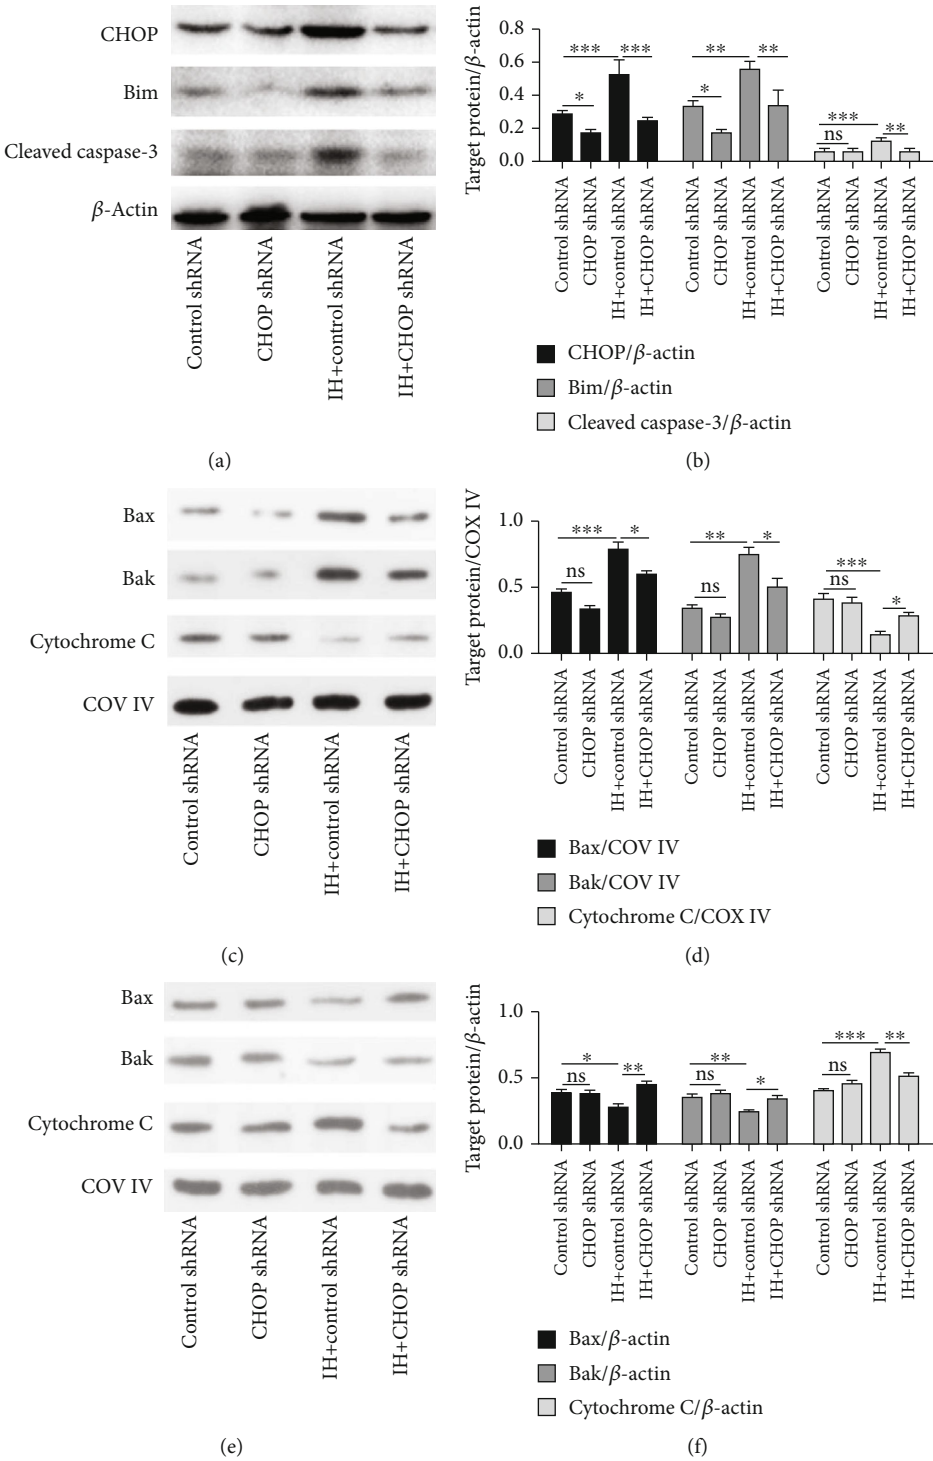 CHOP
Bim
Cleaved caspase-3
β-Actin
Control shRNA
CHOP shRNA
IH+control shRNA
IH+CHOP shRNA
(a)
Target protein/β-actin
0.8
0.6
0.4
0.2
0.0
*** ***
*
** **
*
***
ns
**
Control shRNA
CHOP shRNA
IH+control shRNA
IH+CHOP shRNA
Control shRNA
CHOP shRNA
IH+control shRNA
IH+CHOP shRNA
Control shRNA
CHOP shRNA
IH+control shRNA
IH+CHOP shRNA
CHOP/β-actin
Bim/β-actin
Cleaved caspase-3/β-actin
(b)
Bax
Bak
Cytochrome C
COV IV
Control shRNA
CHOP shRNA
IH+control shRNA
IH+CHOP shRNA
(c)
Target protein/COX IV
1.0
0.5
0.0
*** *
ns
** *
ns
***
ns
*
Control shRNA
CHOP shRNA
IH+control shRNA
IH+CHOP shRNA
Control shRNA
CHOP shRNA
IH+control shRNA
IH+CHOP shRNA
Control shRNA
CHOP shRNA
IH+control shRNA
IH+CHOP shRNA
Bax/COV IV
Bak/COV IV
Cytochrome C/COX IV
(d)
Bax
Bak
Cytochrome C
COV IV
Control shRNA
CHOP shRNA
IH+control shRNA
IH+CHOP shRNA
(e)
Target protein/β-actin
1.0
0.5
0.0
*
ns
**
**
ns
*
*** **
ns
Control shRNA
CHOP shRNA
IH+control shRNA
IH+CHOP shRNA
Control shRNA
CHOP shRNA
IH+control shRNA
IH+CHOP shRNA
Control shRNA
CHOP shRNA
IH+control shRNA
IH+CHOP shRNA
Bax/β-actin
Bak/β-actin
Cytochrome C/β-actin
(f)